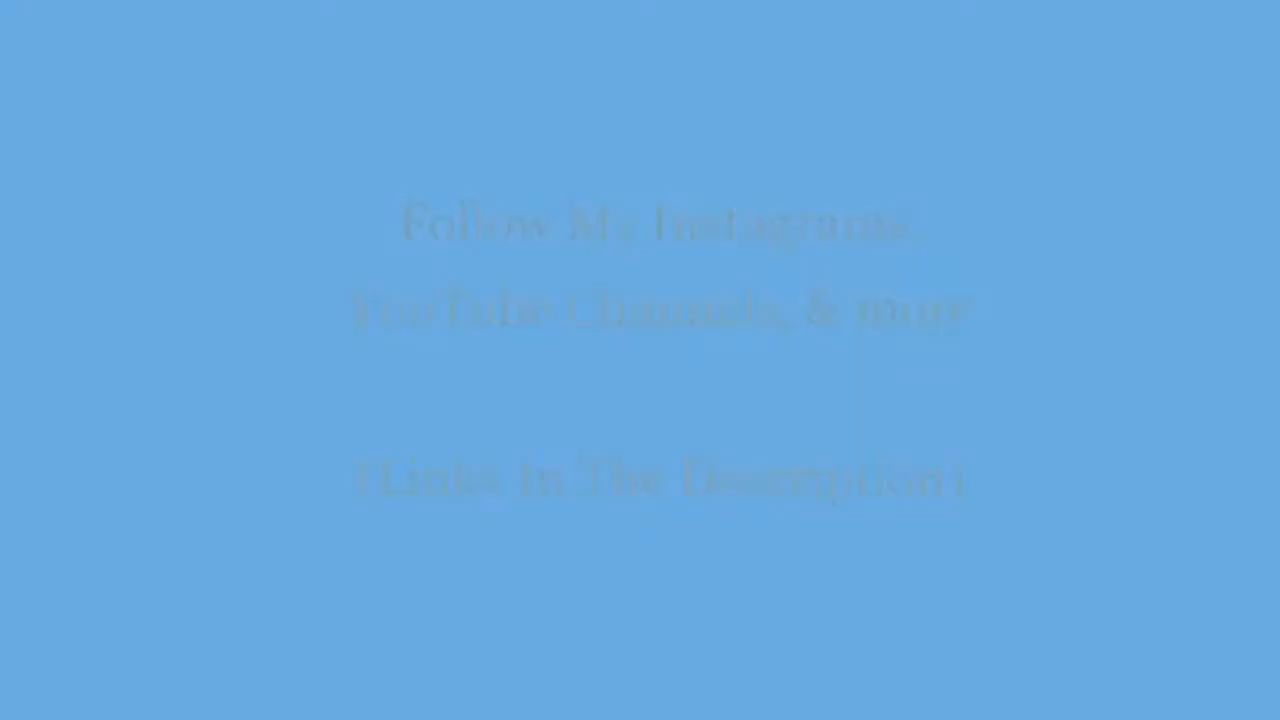 Follow My Instagrams,
YouTube Channels, & more
(Links In The Description)